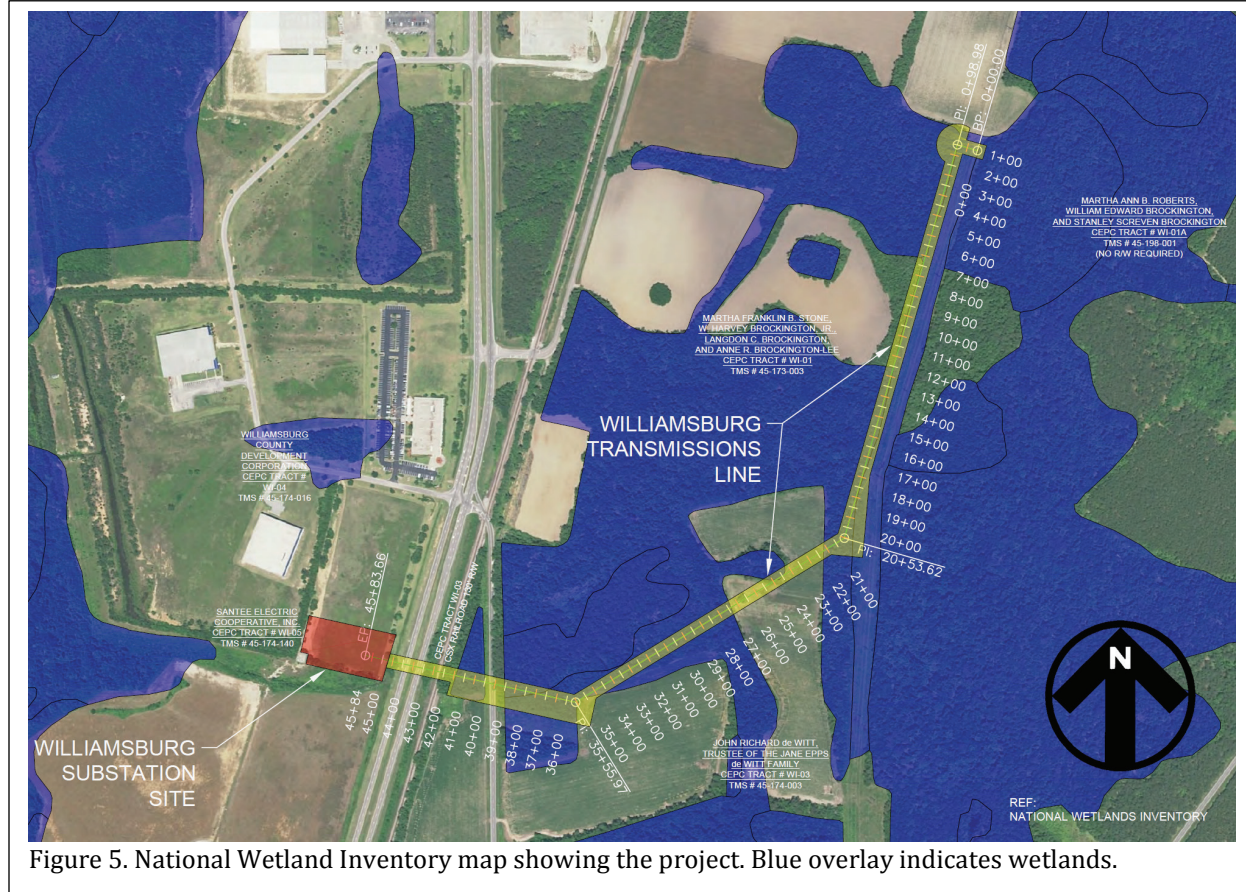 PI: 0+98.98
BP: 0+00.00
1+00
2+00
3+00
0+00
4+00
5+00
6+00
7+00
8+00
9+00
10+00
11+00
12+00
13+00
14+00
15+00
16+00
17+00
18+00
19+00
20+00
PI: 20+53.62
21+00
22+00
23+00
24+00
25+00
26+00
27+00
28+00
29+00
30+00
31+00
32+00
33+00
34+00
35+00
PI: 35+55.97
36+00
37+00
38+00
39+00
40+00
41+00
42+00
43+00
44+00
45+00
45+84
EP: 45+83.66
MARTHA ANN B. ROBERTS,
WILLIAM EDWARD BROCKINGTON,
AND STANLEY SCREVEN BROCKINGTON
CEPC TRACT # WI-01A
TMS # 45-198-001
(NO R/W REQUIRED)
MARTHA FRANKLIN B. STONE,
W. HARVEY BROCKINGTON, JR.,
LANGDON C. BROCKINGTON,
AND ANNE R. BROCKINGTON-LEE
CEPC TRACT # WI-01
TMS # 45-173-003
WILLIAMSBURG
TRANSMISSIONS
LINE
WILLIAMSBURG
COUNTY
DEVELOPMENT
CORPORATION
CEPC TRACT #
WI-04
TMS # 45-174-016
CEPC TRACT WI-03
CSX RAILROAD 130' R/W
SANTEE ELECTRIC
COOPERATIVE, INC.
CEPC TRACT # WI-05
TMS # 45-174-140
WILLIAMSBURG
SUBSTATION
SITE
JOHN RICHARD de WITT,
TRUSTEE OF THE JANE EPPS
de WITT FAMILY
CEPC TRACT # WI-03
TMS # 45-174-003
N
REF:
NATIONAL WETLANDS INVENTORY
Figure 5. National Wetland Inventory map showing the project. Blue overlay indicates wetlands.